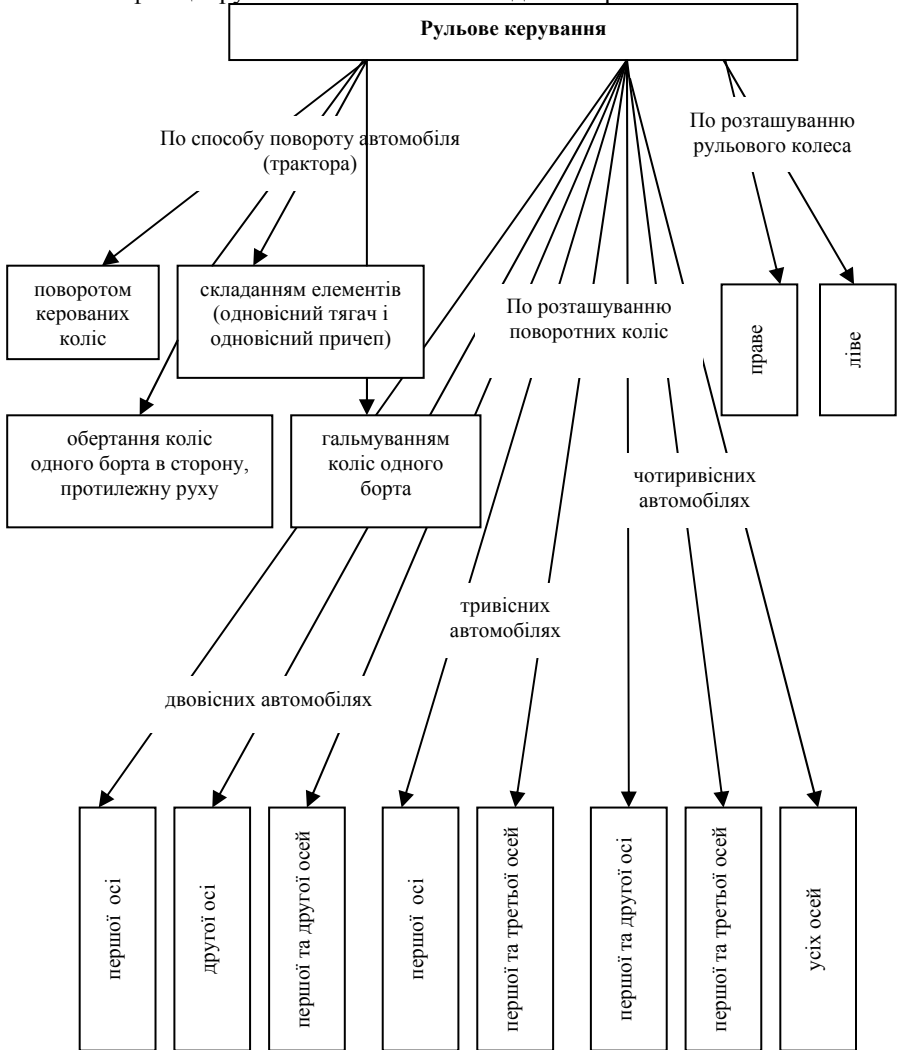 Рульове керування
По способу повороту автомобіля
(трактора)
По розташуванню
рульового колеса
поворотом
керованих
коліс
складанням елементів
(одновісний тягач і
одновісний причеп)
По розташуванню
поворотних коліс
праве
ліве
обертання коліс
одного борта в сторону,
протилежну руху
гальмуванням
коліс одного
борта
чотиривісних
автомобілях
тривісних
автомобілях
двовісних автомобілях
першої осі
другої осі
першої та другої осей
першої осі
першої та третьої осей
першої та другої осі
першої та третьої осей
усіх осей